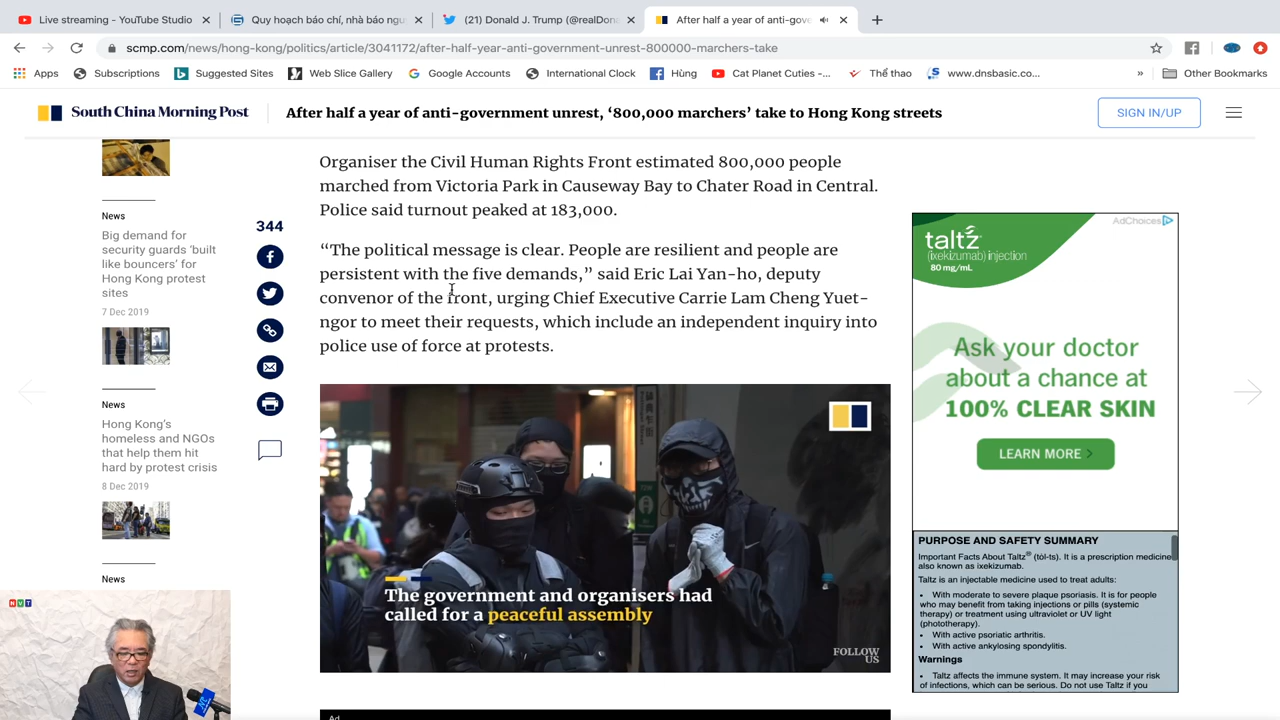 Live streaming - YouTube Studio
Quy hoạch báo chí, nhà báo ngu
(21) Donald J. Trump (@realDona
After half a year of anti-gove
scmp.com/news/hong-kong/politics/article/3041172/after-half-year-anti-government-unrest-800000-marchers-take
Apps
Subscriptions
Suggested Sites
Web Slice Gallery
Google Accounts
International Clock
Hùng
Cat Planet Cuties -...
Thể thao
www.dnsbasic.co...
»
Other Bookmarks
South China Morning Post
After half a year of anti-government unrest, ‘800,000 marchers’ take to Hong Kong streets
SIGN IN/UP
News
Big demand for
security guards ‘built
like bouncers’ for
Hong Kong protest
sites
7 Dec 2019
News
Hong Kong’s
homeless and NGOs
that help them hit
hard by protest crisis
8 Dec 2019
News
344
Organiser the Civil Human Rights Front estimated 800,000 people
marched from Victoria Park in Causeway Bay to Chater Road in Central.
Police said turnout peaked at 183,000.
“The political message is clear. People are resilient and people are
persistent with the five demands,” said Eric Lai Yan-ho, deputy
convenor of the front, urging Chief Executive Carrie Lam Cheng Yuet-
ngor to meet their requests, which include an independent inquiry into
police use of force at protests.
The government and organisers had
called for a peaceful assembly
FOLLOW
US
Ad
AdChoices
taltz
(ixekizumab) injection
80 mg/mL
Ask your doctor
about a chance at
100% CLEAR SKIN
LEARN MORE >
PURPOSE AND SAFETY SUMMARY
Important Facts About Taltz® (tôl-ts). It is a prescription medicine
also known as ixekizumab.
Taltz is an injectable medicine used to treat adults:
• With moderate to severe plaque psoriasis. It is for people
who may benefit from taking injections or pills (systemic
therapy) or treatment using ultraviolet or UV light
(phototherapy).
• With active psoriatic arthritis.
• With active ankylosing spondylitis.
Warnings
• Taltz affects the immune system. It may increase your risk
of infections, which can be serious. Do not use Taltz if you
HVT